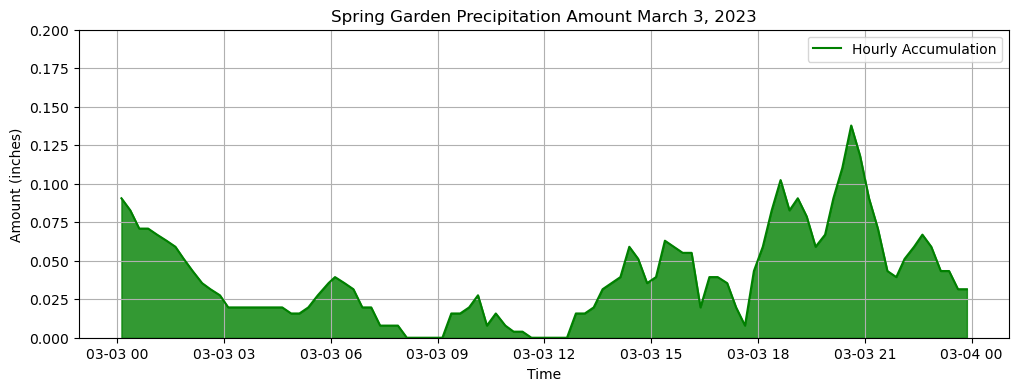 Spring Garden Precipitation Amount March 3, 2023
Hourly Accumulation
Amount (inches)
0.200
0.175
0.150
0.125
0.100
0.075
0.050
0.025
0.000
03-03 00 03-03 03 03-03 06 03-03 09 03-03 12 03-03 15 03-03 18 03-03 21 03-04 00
Time